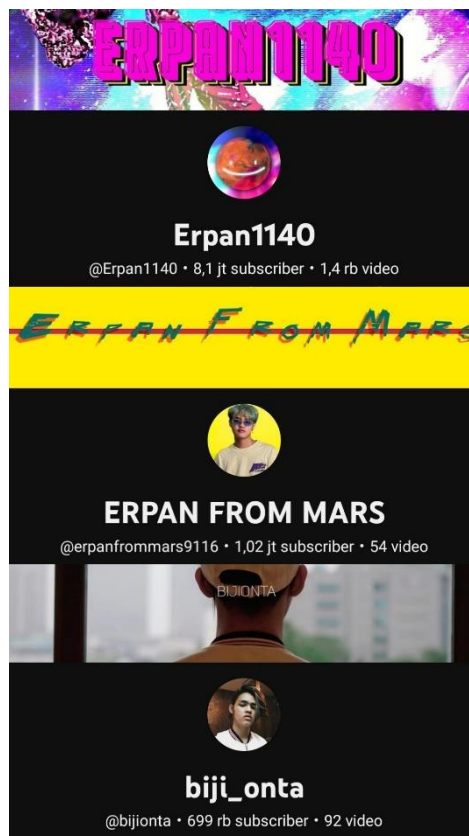 ERPAN1140
Erpan1140
@Erpan1140 • 8,1 jt subscriber • 1,4 rb video
ERPAN FROM MARS
ERPAN FROM MARS
@erpanfrommars9116 • 1,02 jt subscriber • 54 video
BIJIONTA
biji_onta
@bijionta • 699 rb subscriber • 92 video